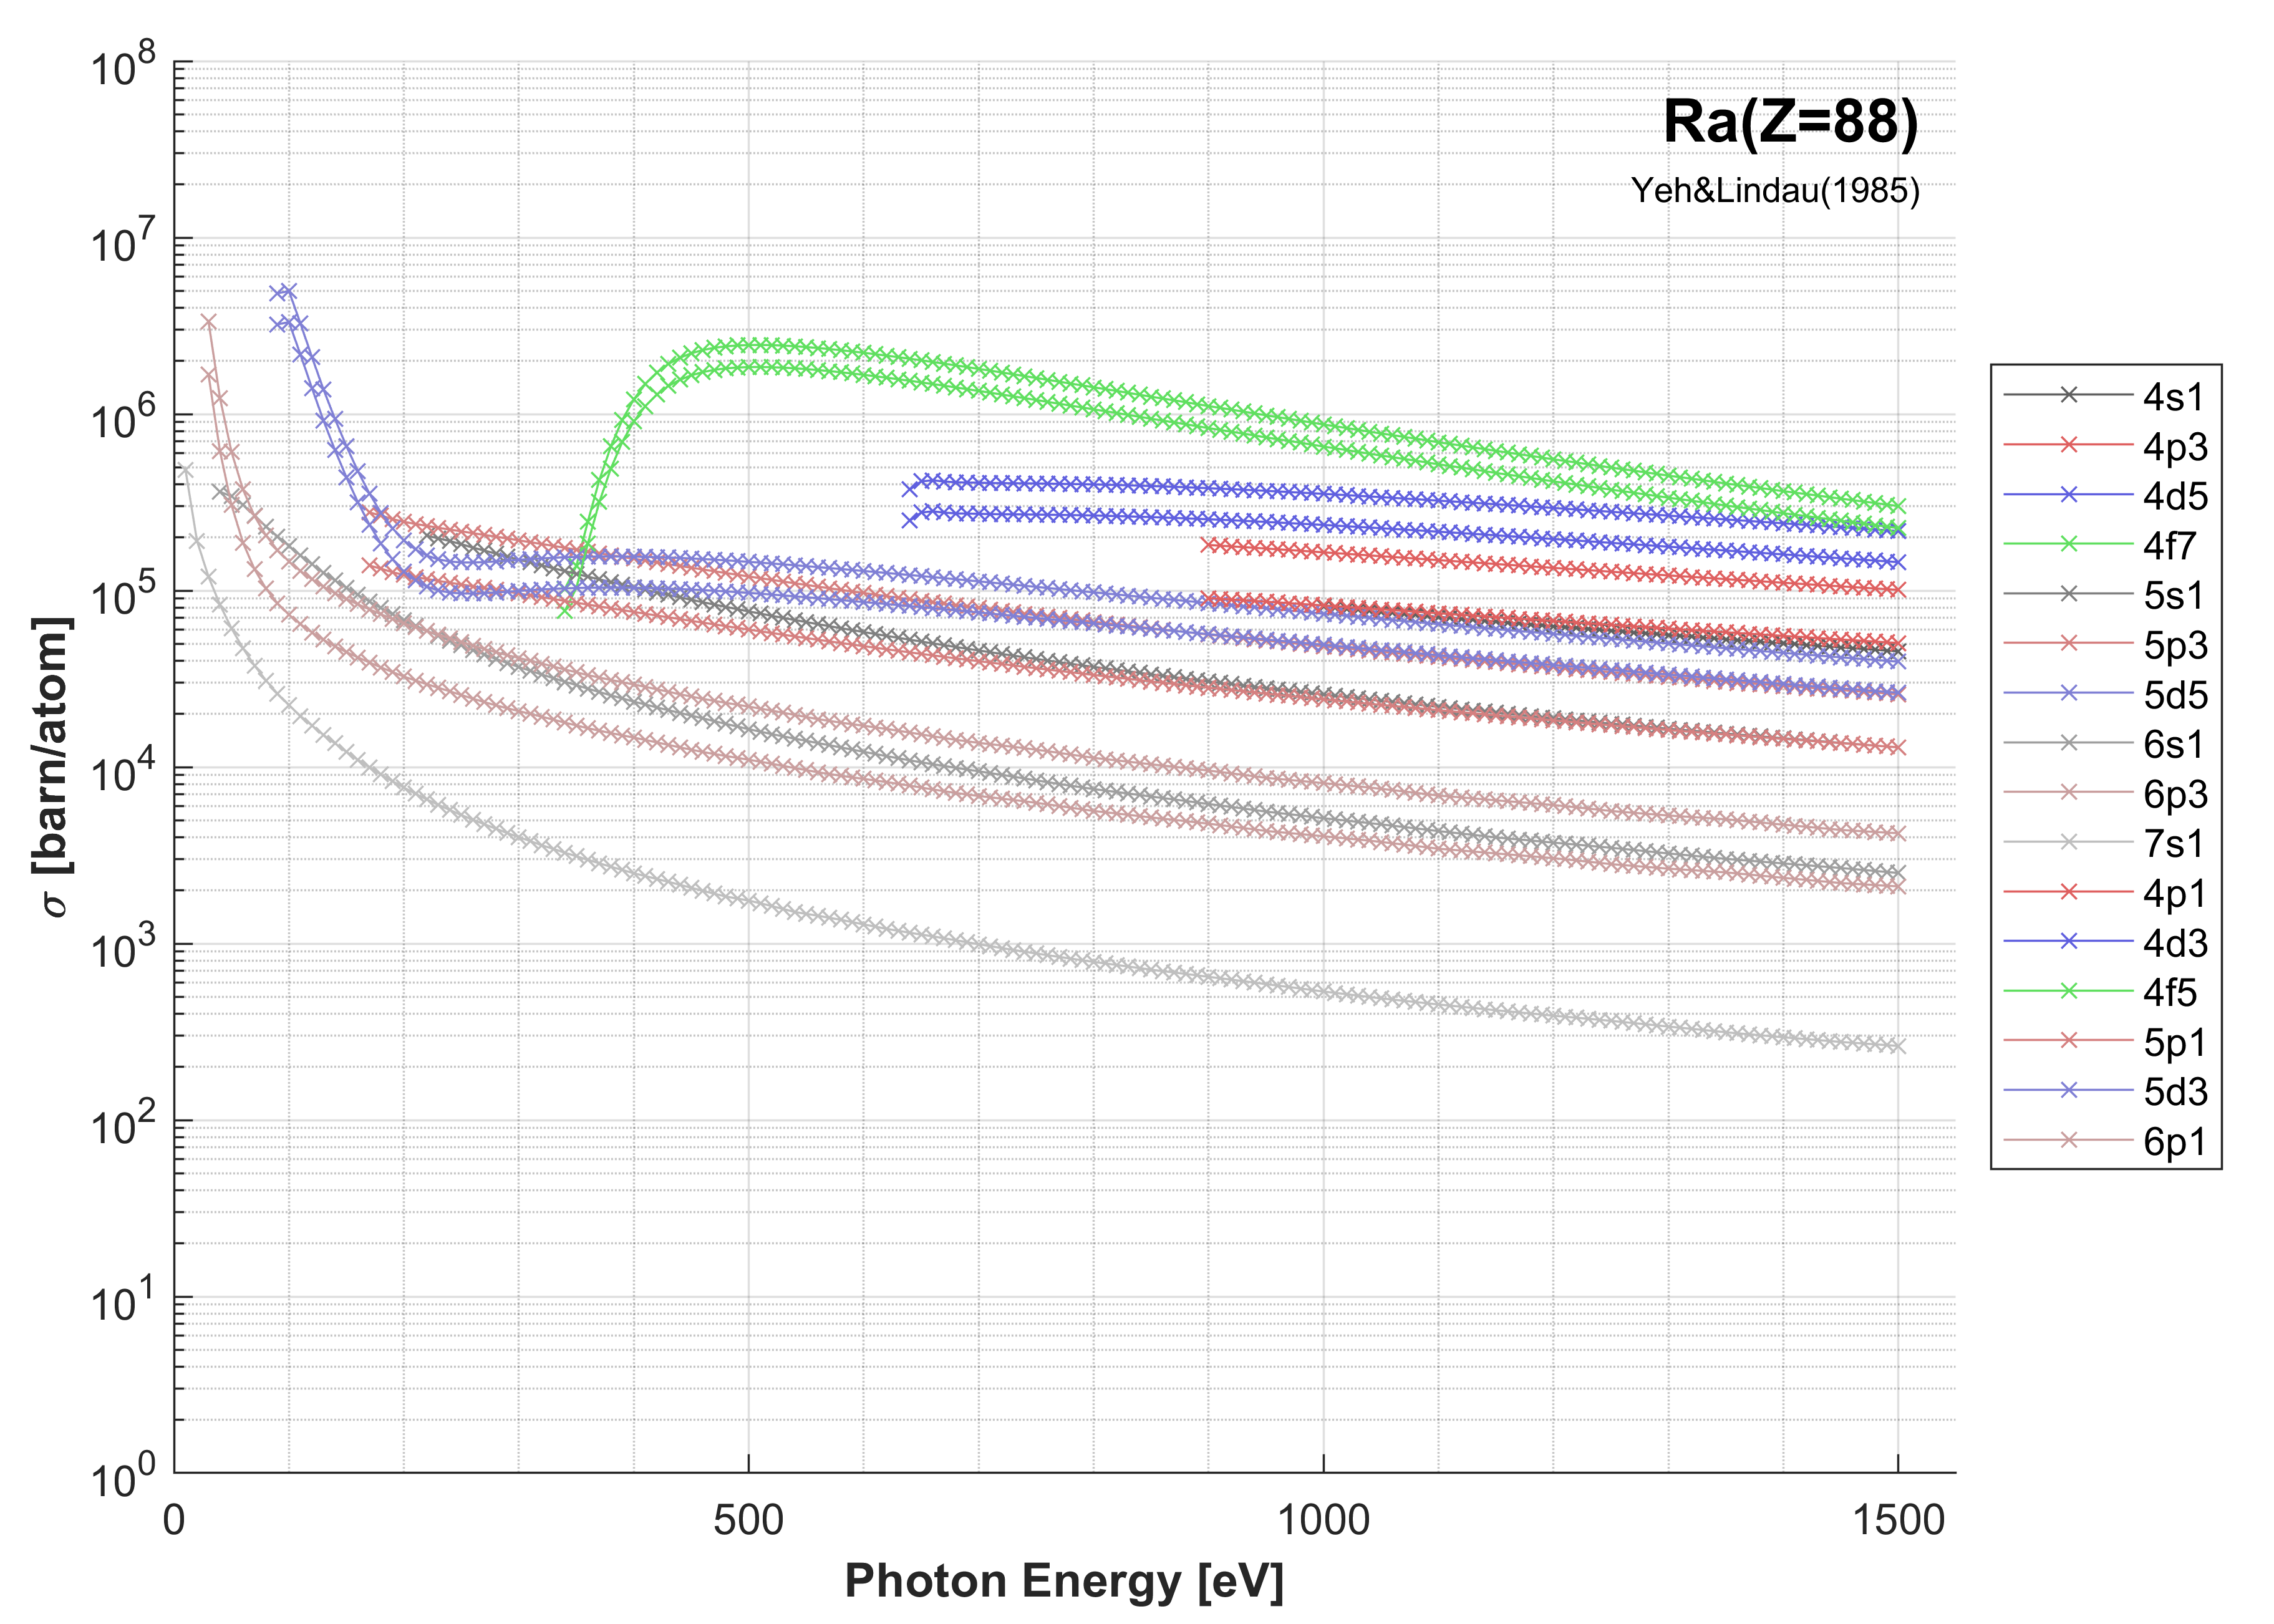 10^8
10^7
10^6
10^5
10^4
10^3
10^2
10^1
10^0
σ [barn/atom]
0
500
1000
1500
Photon Energy [eV]
Ra(Z=88)
Yeh&Lindau(1985)
4s1
4p3
4d5
4f7
5s1
5p3
5d5
6s1
6p3
7s1
4p1
4d3
4f5
5p1
5d3
6p1